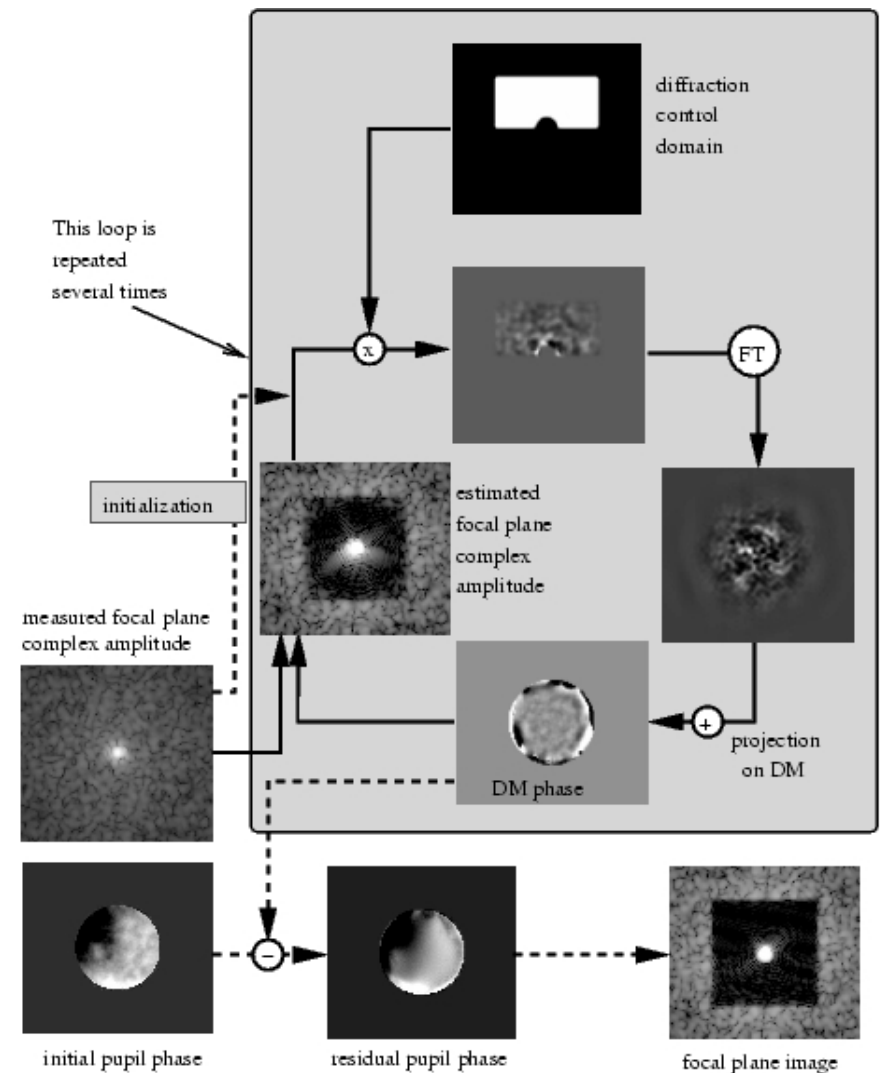 diffraction
control
domain
This loop is
repeated
several times
x
FT
initialization
estimated
focal plane
complex
amplitude
measured focal plane
complex amplitude
+
projection
on DM
DM phase
−
initial pupil phase
residual pupil phase
focal plane image